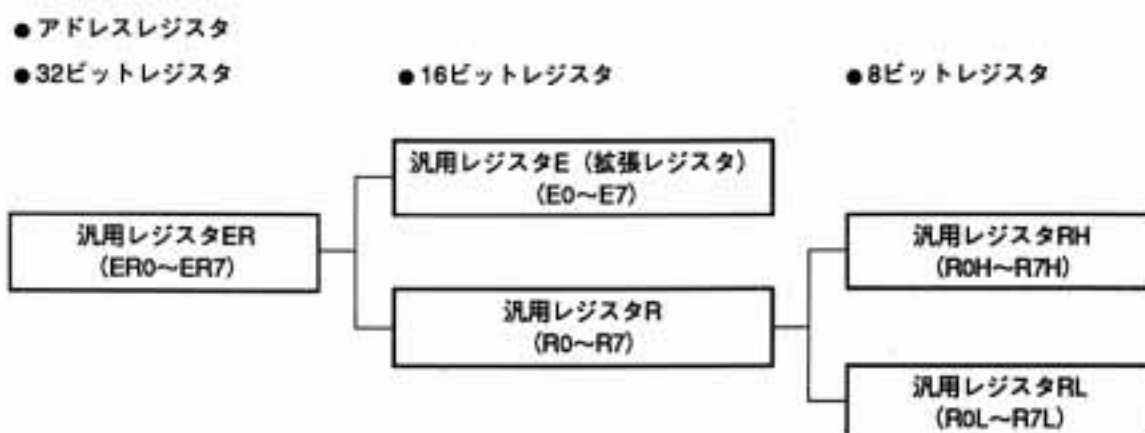 ●アドレスレジスタ
●32ビットレジスタ
●16ビットレジスタ
●8ビットレジスタ
汎用レジスタER
(ER0～ER7)
汎用レジスタE（拡張レジスタ）
(E0～E7)
汎用レジスタR
(R0～R7)
汎用レジスタRH
(R0H～R7H)
汎用レジスタRL
(R0L～R7L)